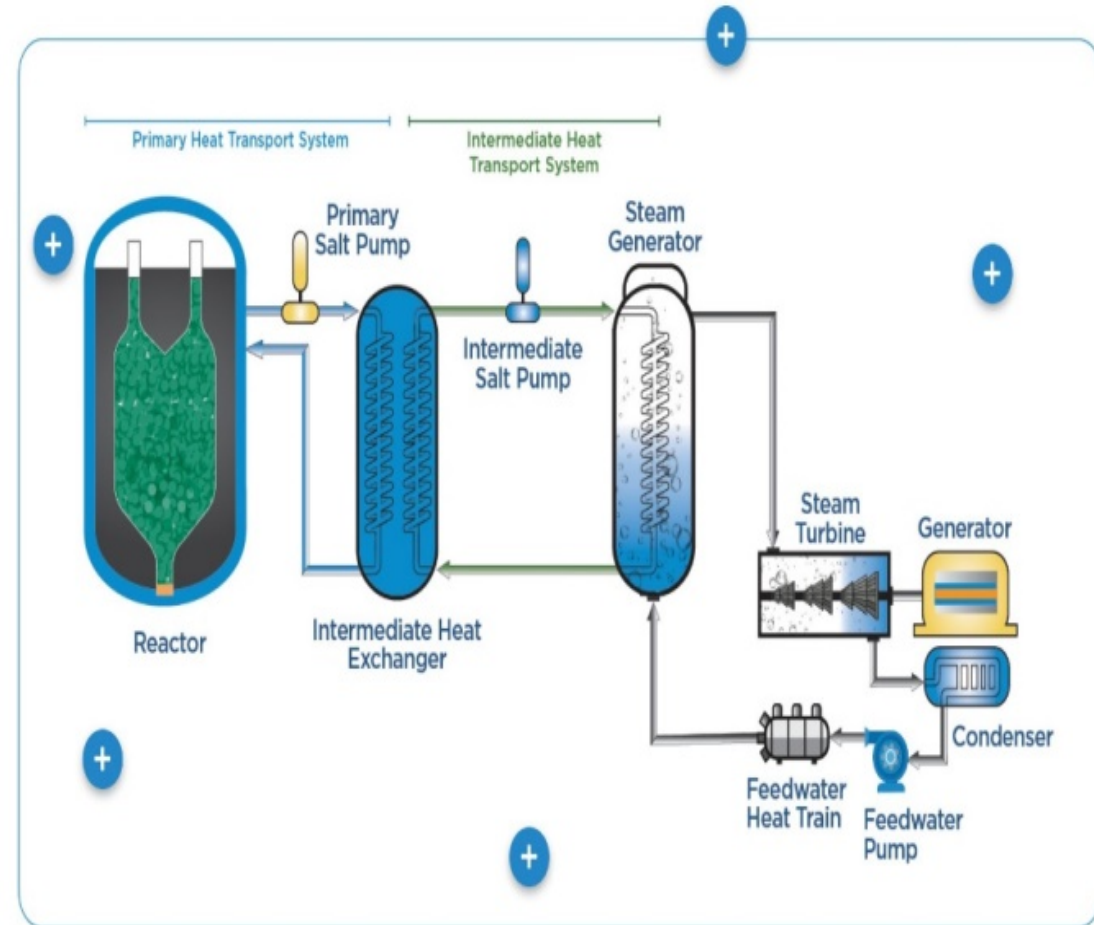 Primary Heat Transport System
Intermediate Heat
Transport System
Primary
Salt Pump
Steam
Generator
Intermediate
Salt Pump
Reactor
Intermediate Heat
Exchanger
Steam
Turbine
Generator
Condenser
Feedwater
Heat Train
Feedwater
Pump